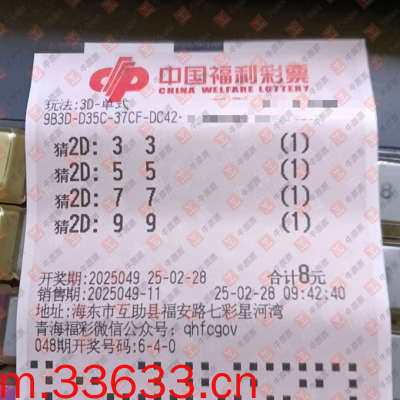 中国福利彩票
CHINA WELFARE LOTTERY
玩法:3D-单式
9B3D-D35C-37CF-DC42-
猜2D: 3 3 (1)
猜2D: 5 5 (1)
猜2D: 7 7 (1)
猜2D: 9 9 (1)
开奖期:2025049 25-02-28 合计8元
销售期:2025049-11 25-02-28 09:42:40
地址:海东市互助县福安路七彩星河湾
青海福彩微信公众号: qhfcgov
048期开奖号码:6-4-0
m.33633.cn